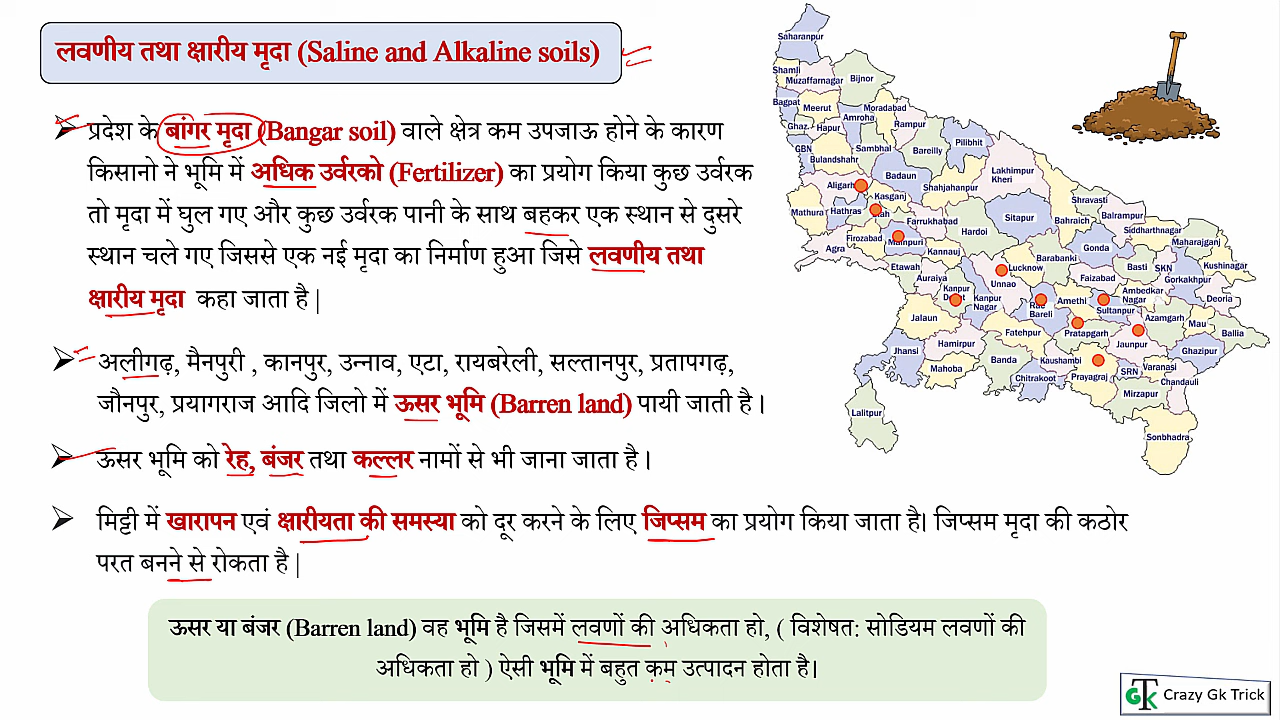 लवणीय तथा क्षारीय मृदा (Saline and Alkaline soils)
प्रदेश के बांगर मृदा (Bangar soil) वाले क्षेत्र कम उपजाऊ होने के कारण
किसानो ने भूमि में अधिक उर्वरको (Fertilizer) का प्रयोग किया कुछ उर्वरक
तो मृदा में घुल गए और कुछ उर्वरक पानी के साथ बहकर एक स्थान से दुसरे
स्थान चले गए जिससे एक नई मृदा का निर्माण हुआ जिसे लवणीय तथा
क्षारीय मृदा कहा जाता है |
अलीगढ़, मैनपुरी , कानपुर, उन्नाव, एटा, रायबरेली, सल्तानपुर, प्रतापगढ़,
जौनपुर, प्रयागराज आदि जिलो में ऊसर भूमि (Barren land) पायी जाती है।
ऊसर भूमि को रेह, बंजर तथा कल्लर नामों से भी जाना जाता है।
मिट्टी में खारापन एवं क्षारीयता की समस्या को दूर करने के लिए जिप्सम का प्रयोग किया जाता है। जिप्सम मृदा की कठोर
परत बनने से रोकता है |
ऊसर या बंजर (Barren land) वह भूमि है जिसमें लवणों की अधिकता हो, ( विशेषत: सोडियम लवणों की
अधिकता हो ) ऐसी भूमि में बहुत कम उत्पादन होता है।
Saharanpur
Shamli
Muzaffarnagar
Bijnor
Bagpat
Meerut
Moradabad
Ghaz.
Hapur
Amroha
Rampur
GBN
Sambhal
Bareilly
Pilibhit
Bulandshahr
Badaun
Lakhimpur
Kheri
Aligarh
Kasganj
Shahjahanpur
Mathura
Hathras
Farrukhabad
Hardoi
Sitapur
Bahraich
Shravasti
Balrampur
Siddharthnagar
Maharajganj
Agra
Firozabad
Mainpuri
Kannauj
Etawah
Auraiya
Kanpur
Kanpur
Nagar
Lucknow
Unnao
Barabanki
Gonda
Faizabad
Basti
SKN
Gorkakhpur
Kushinagar
Deoria
Rae
Bareli
Amethi
Sultanpur
Ambedkar
Nagar
Azamgarh
Mau
Ballia
Jalaun
Hamirpur
Fatehpur
Pratapgarh
Jaunpur
Ghazipur
Jhansi
Mahoba
Banda
Kaushambi
Chitrakoot
Prayagraj
SRN
Varanasi
Chandauli
Mirzapur
Lalitpur
Sonbhadra
GTK Crazy Gk Trick